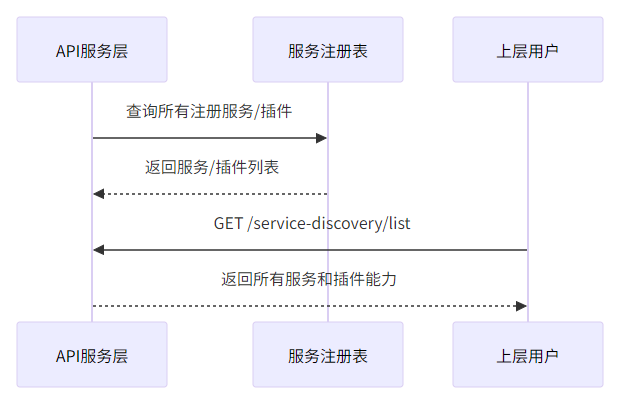 API服务层
服务注册表
上层用户
查询所有注册服务/插件
返回服务/插件列表
GET /service-discovery/list
返回所有服务和插件能力
API服务层
服务注册表
上层用户